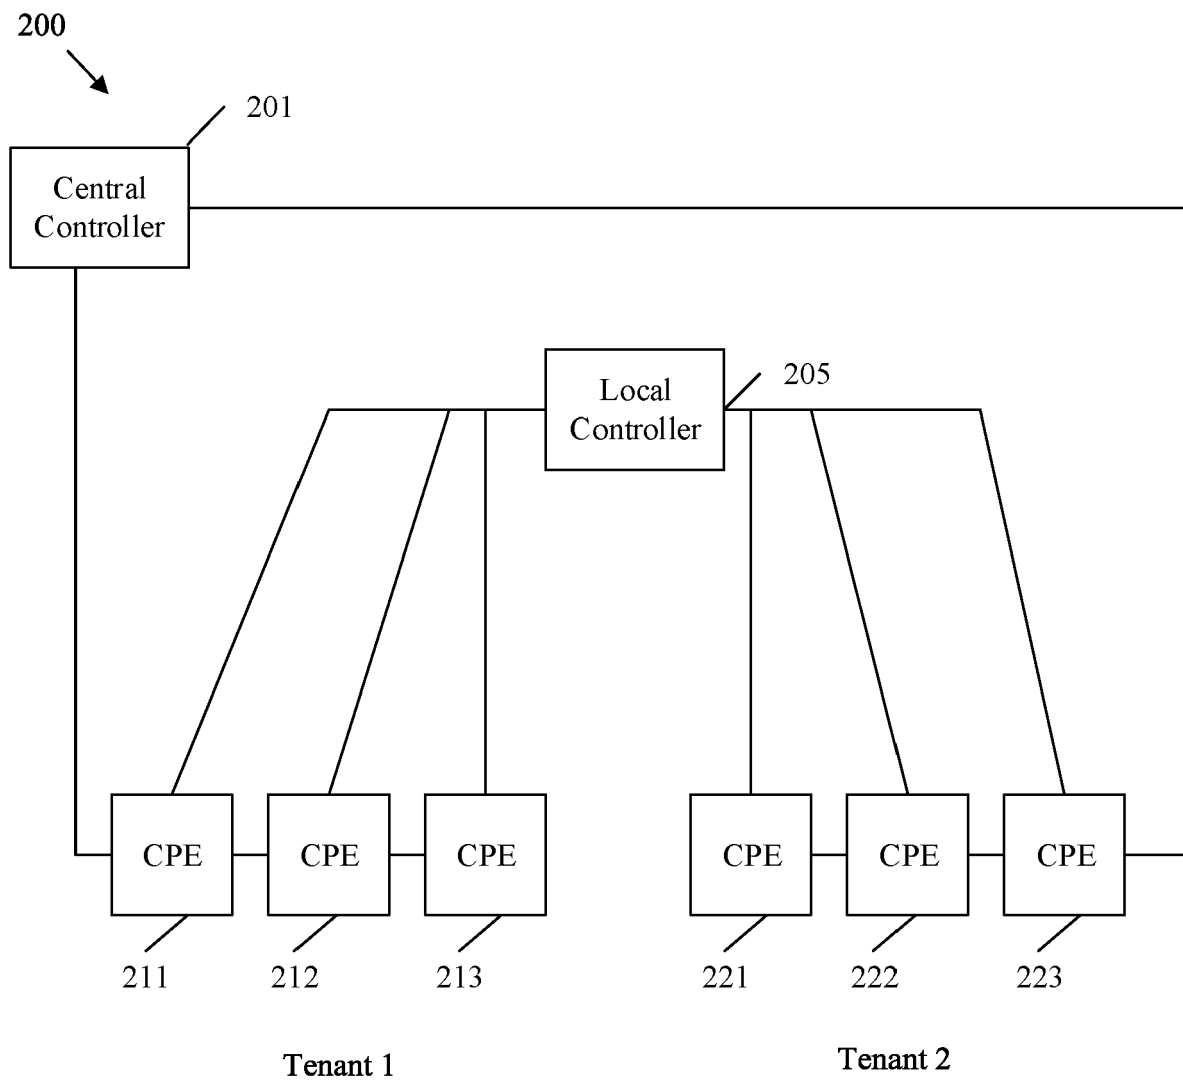 200
201
Central
Controller
Local
Controller
205
CPE
CPE
CPE
CPE
CPE
CPE
211
212
213
221
222
223
Tenant 1
Tenant 2